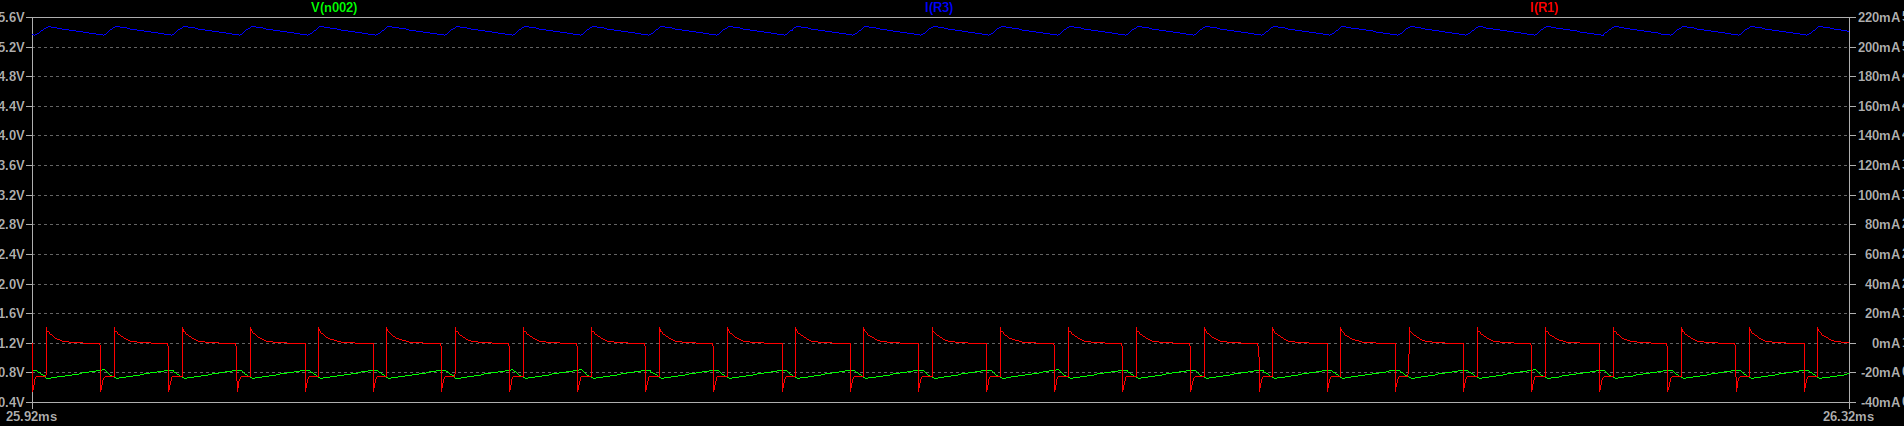 V(n002) I(R3) I(R1)
5.6V 220mA
5.2V 200mA
4.8V 180mA
4.4V 160mA
4.0V 140mA
3.6V 120mA
3.2V 100mA
2.8V 80mA
2.4V 60mA
2.0V 40mA
1.6V 20mA
1.2V 0mA
0.8V -20mA
0.4V -40mA
25.92ms 26.32ms